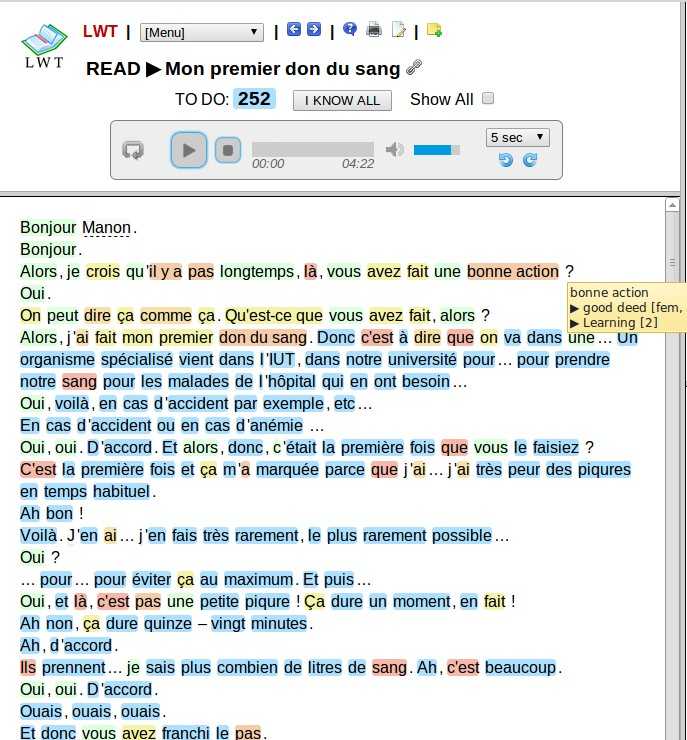 LWT
LWT | [Menu] | | |
READ ▶ Mon premier don du sang
TO DO: 252 I KNOW ALL Show All
5 sec
00:00 04:22
Bonjour Manon.
Bonjour.
Alors, je crois qu'il y a pas longtemps, là, vous avez fait une bonne action ?
Oui.
bonne action
▶ good deed [fem,
▶ Learning [2]
On peut dire ça comme ça. Qu'est-ce que vous avez fait, alors ?
Alors, j'ai fait mon premier don du sang. Donc c'est à dire que on va dans une… Un
organisme spécialisé vient dans l'IUT, dans notre université pour… pour prendre
notre sang pour les malades de l'hôpital qui en ont besoin…
Oui, voilà, en cas d'accident par exemple, etc…
En cas d'accident ou en cas d'anémie …
Oui, oui. D'accord. Et alors, donc, c'était la première fois que vous le faisiez ?
C'est la première fois et ça m'a marquée parce que j'ai… j'ai très peur des piqures
en temps habituel.
Ah bon !
Voilà. J'en ai… j'en fais très rarement, le plus rarement possible…
Oui ?
… pour… pour éviter ça au maximum. Et puis…
Oui, et là, c'est pas une petite piqure ! Ça dure un moment, en fait !
Ah non, ça dure quinze – vingt minutes.
Ah, d'accord.
Ils prennent… je sais plus combien de litres de sang. Ah, c'est beaucoup.
Oui, oui. D'accord.
Ouais, ouais, ouais.
Et donc vous avez franchi le pas.